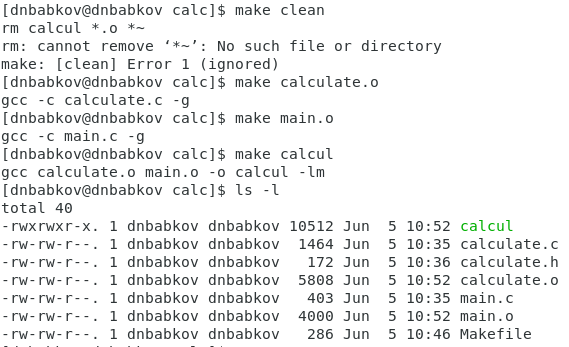 [dnbabkov@dnbabkov calc]$ make clean
rm calcul *.o *~
rm: cannot remove ‘*~’: No such file or directory
make: [clean] Error 1 (ignored)
[dnbabkov@dnbabkov calc]$ make calculate.o
gcc -c calculate.c -g
[dnbabkov@dnbabkov calc]$ make main.o
gcc -c main.c -g
[dnbabkov@dnbabkov calc]$ make calcul
gcc calculate.o main.o -o calcul -lm
[dnbabkov@dnbabkov calc]$ ls -l
total 40
-rwxrwxr-x. 1 dnbabkov dnbabkov 10512 Jun  5 10:52 calcul
-rw-rw-r--. 1 dnbabkov dnbabkov  1464 Jun  5 10:35 calculate.c
-rw-rw-r--. 1 dnbabkov dnbabkov   172 Jun  5 10:36 calculate.h
-rw-rw-r--. 1 dnbabkov dnbabkov  5808 Jun  5 10:52 calculate.o
-rw-rw-r--. 1 dnbabkov dnbabkov   403 Jun  5 10:35 main.c
-rw-rw-r--. 1 dnbabkov dnbabkov  4000 Jun  5 10:52 main.o
-rw-rw-r--. 1 dnbabkov dnbabkov   286 Jun  5 10:46 Makefile